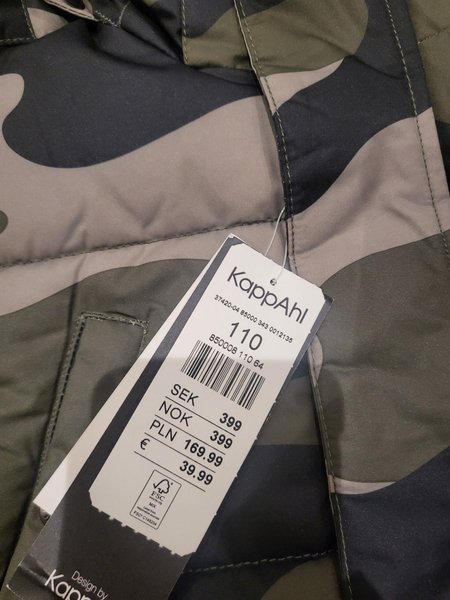 KappAhl
37420-04 85000 343 0012135
110
850008 110 64
SEK 399
NOK 399
PLN 169.99
€ 39.99
FSC
MIX
Design by
Kapp